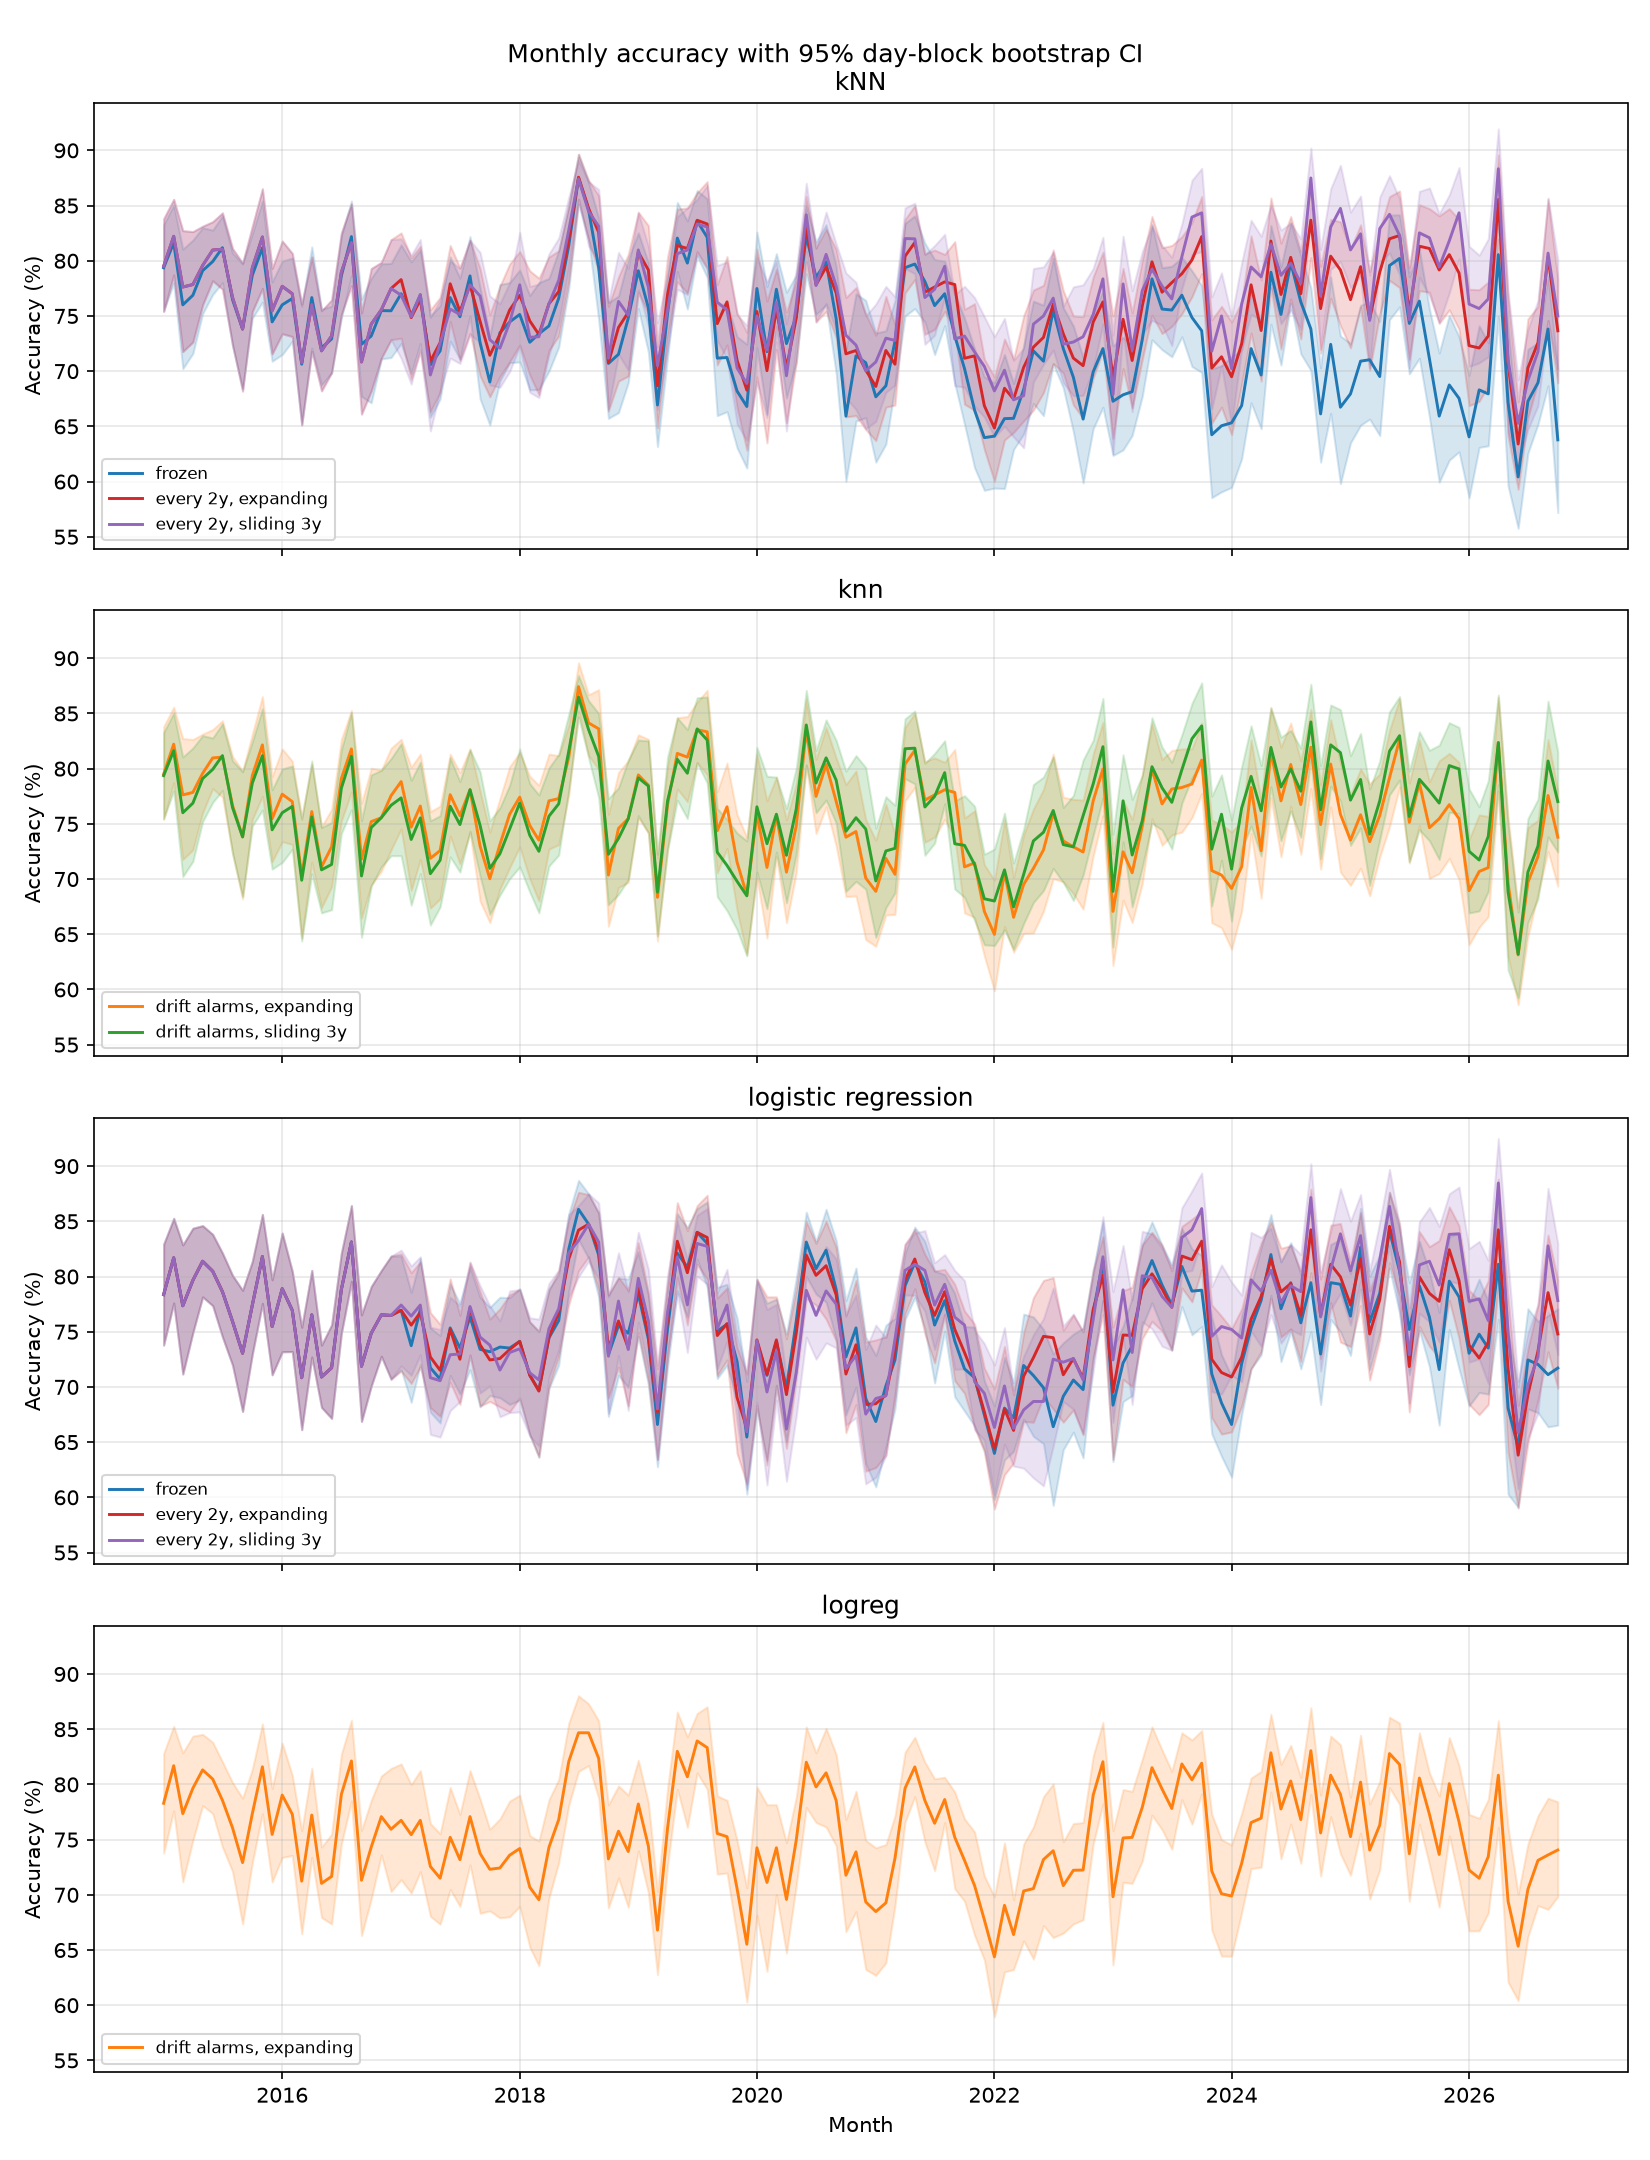 Monthly accuracy with 95% day-block bootstrap CI
kNN
Accuracy (%)
90
85
80
75
70
65
60
55
frozen
every 2y, expanding
every 2y, sliding 3y
knn
Accuracy (%)
90
85
80
75
70
65
60
55
drift alarms, expanding
drift alarms, sliding 3y
logistic regression
Accuracy (%)
90
85
80
75
70
65
60
55
frozen
every 2y, expanding
every 2y, sliding 3y
logreg
Accuracy (%)
90
85
80
75
70
65
60
55
drift alarms, expanding
2016 2018 2020 2022 2024 2026
Month